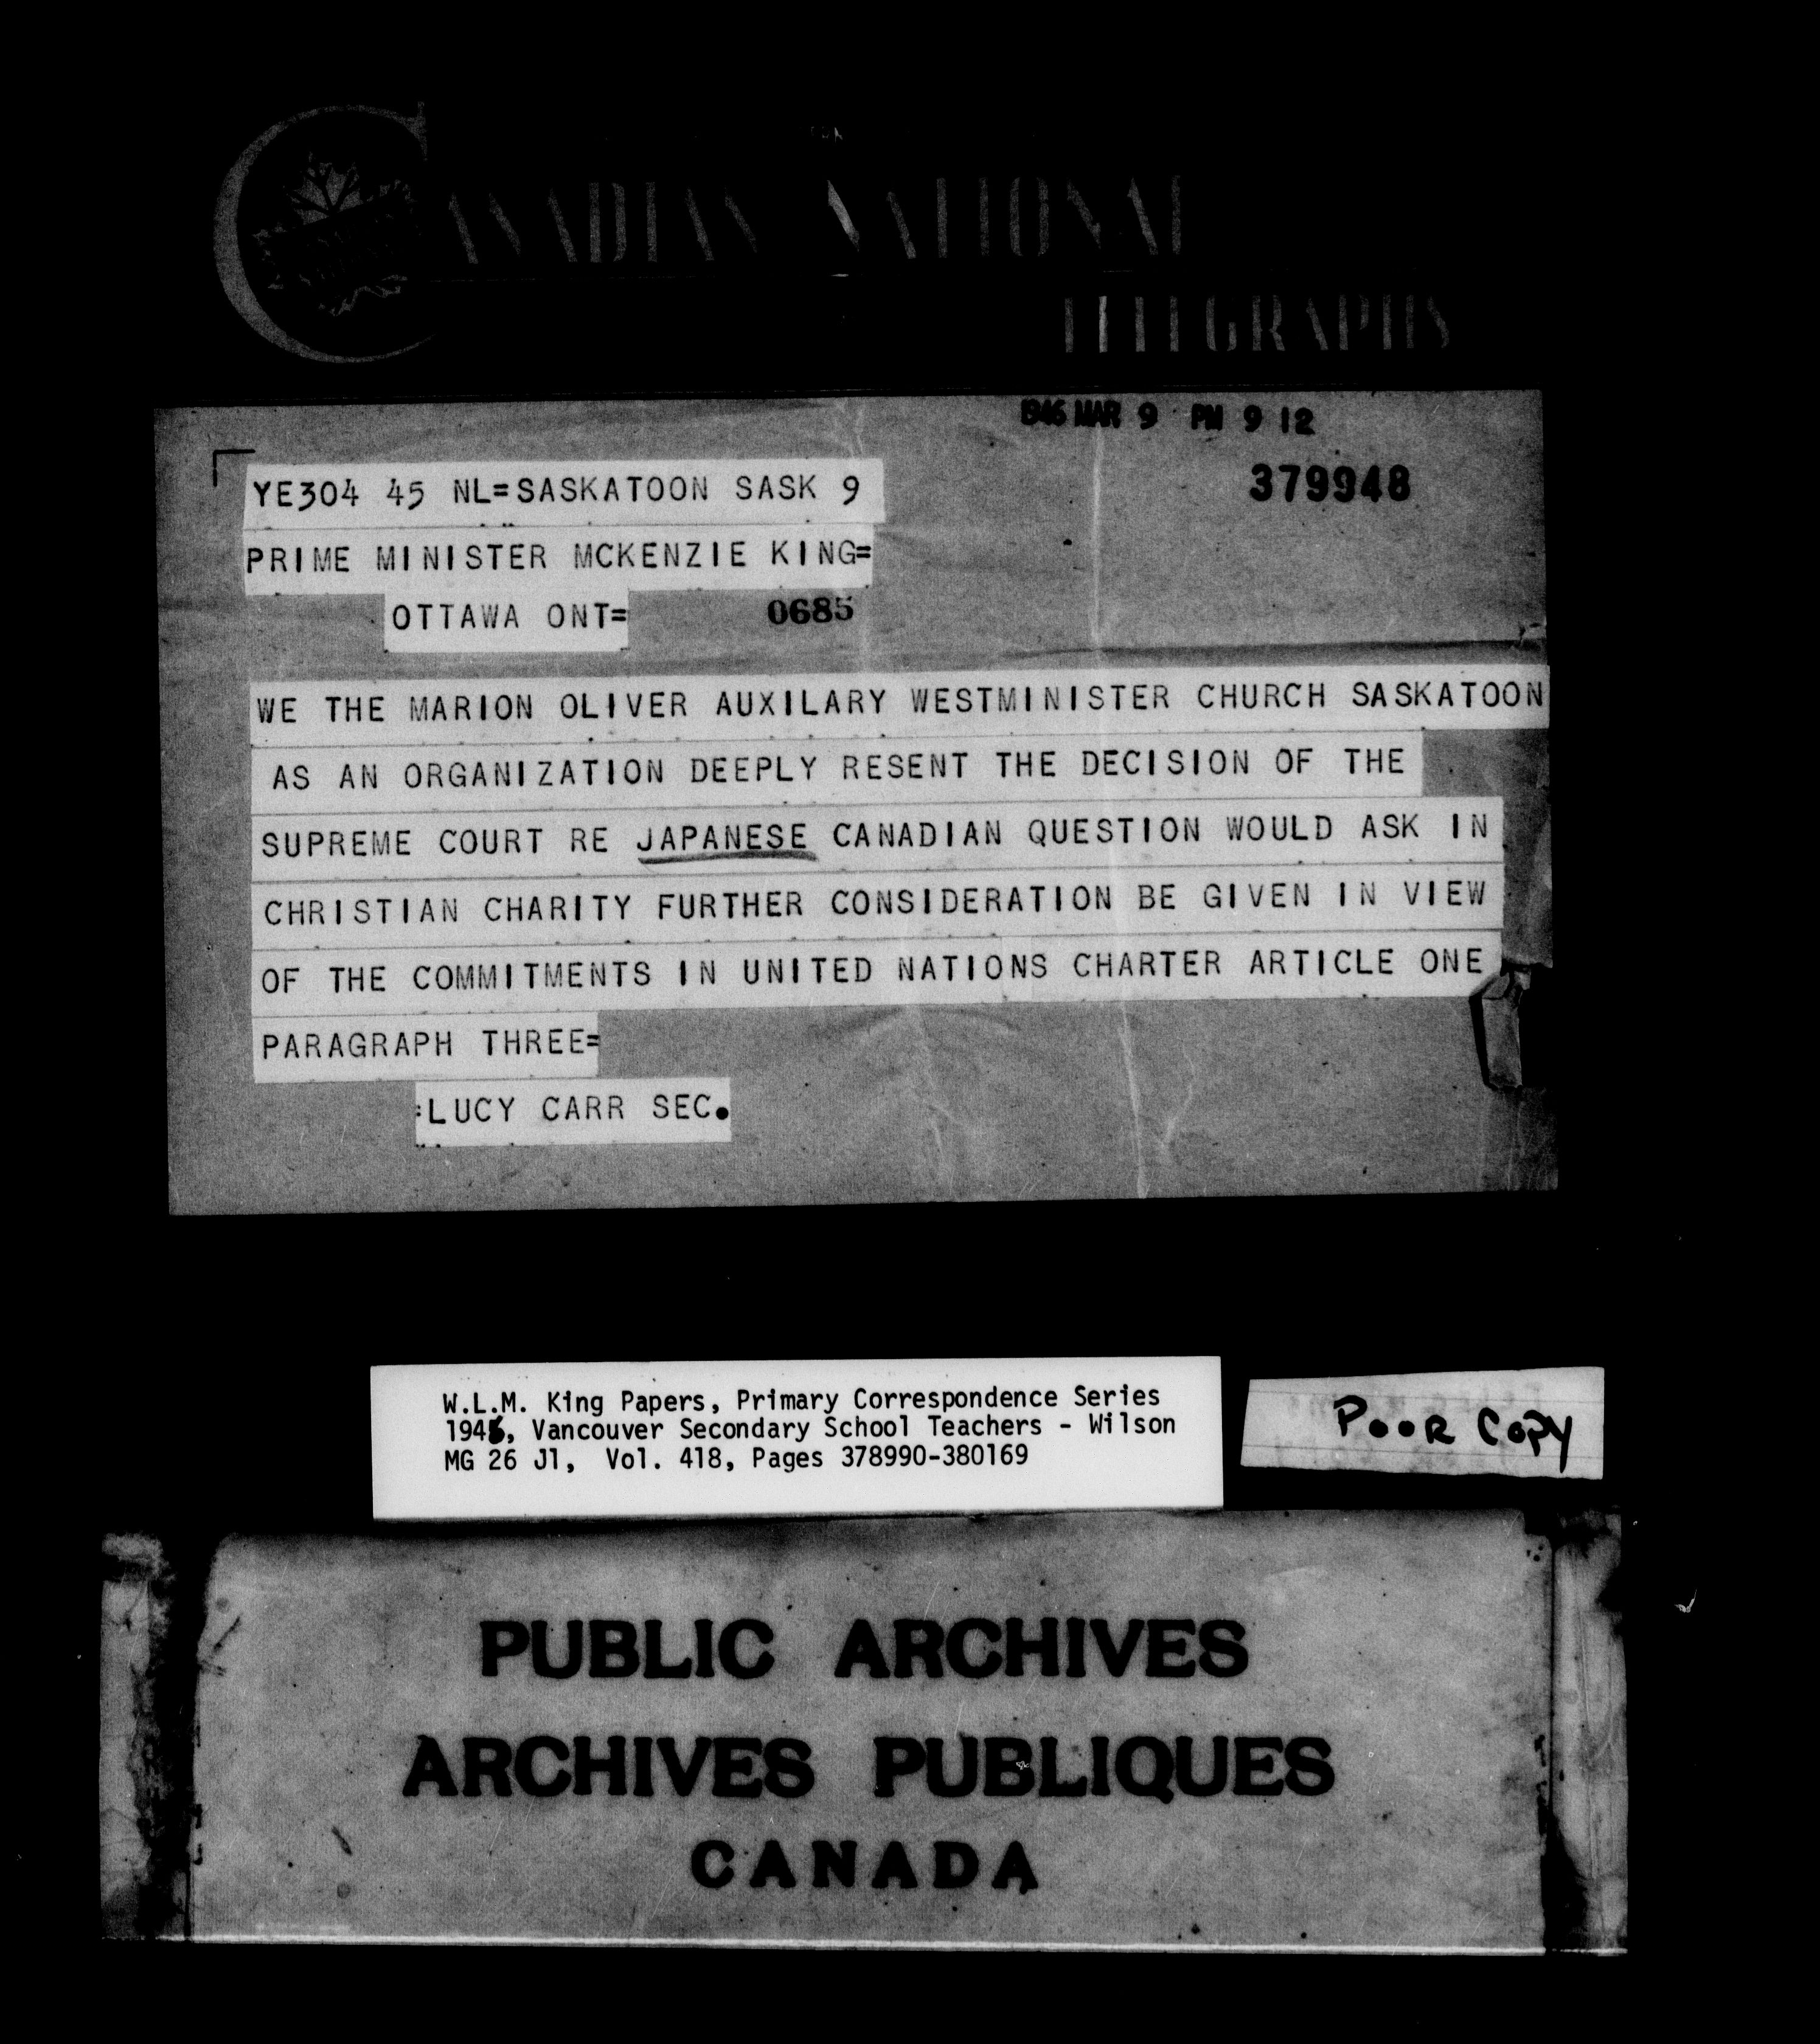 CANADIAN NATIONAL
TELEGRAPHS
1946 MAR 9 PM 9 12
379948
YE304 45 NL=SASKATOON SASK 9
PRIME MINISTER MCKENZIE KING=
OTTAWA ONT=
0685
WE THE MARION OLIVER AUXILARY WESTMINISTER CHURCH SASKATOON
AS AN ORGANIZATION DEEPLY RESENT THE DECISION OF THE
SUPREME COURT RE JAPANESE CANADIAN QUESTION WOULD ASK IN
CHRISTIAN CHARITY FURTHER CONSIDERATION BE GIVEN IN VIEW
OF THE COMMITMENTS IN UNITED NATIONS CHARTER ARTICLE ONE
PARAGRAPH THREE=
:LUCY CARR SEC.
W.L.M. King Papers, Primary Correspondence Series
1946, Vancouver Secondary School Teachers - Wilson
MG 26 J1, Vol. 418, Pages 378990-380169
POOR COPY
PUBLIC ARCHIVES
ARCHIVES PUBLIQUES
CANADA